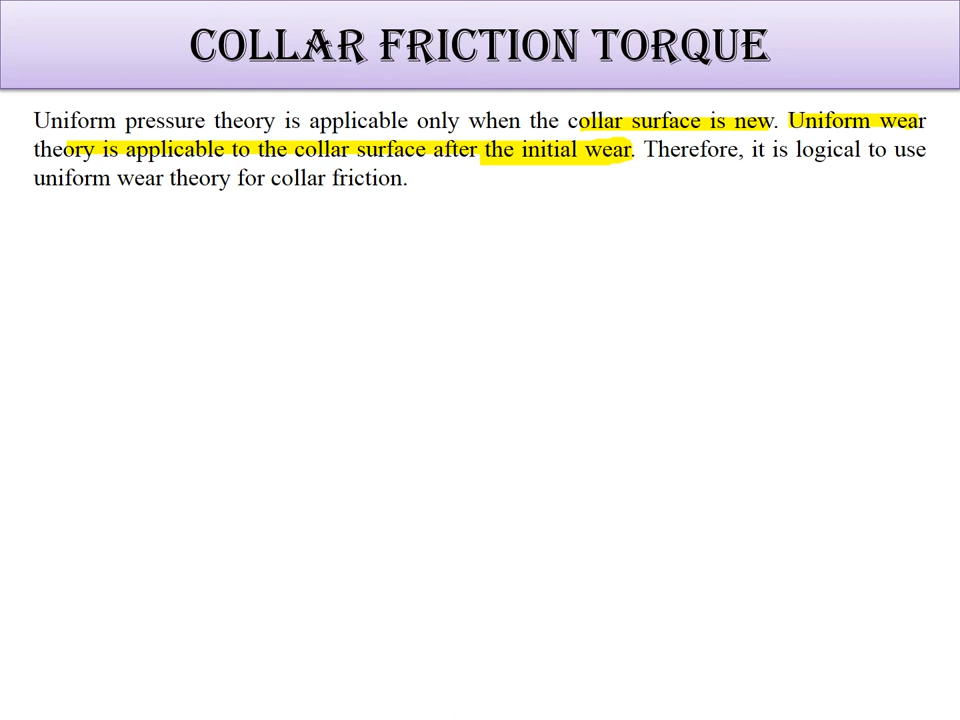 COLLAR FRICTION TORQUE
Uniform pressure theory is applicable only when the collar surface is new. Uniform wear
theory is applicable to the collar surface after the initial wear. Therefore, it is logical to use
uniform wear theory for collar friction.